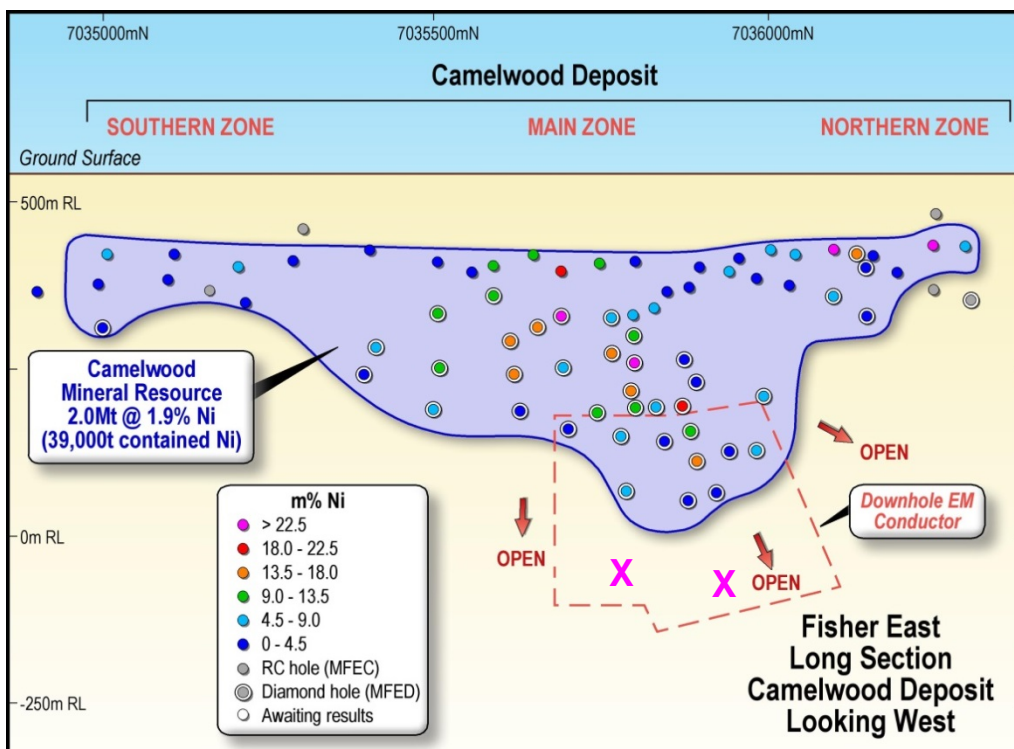 7035000mN
7035500mN
7036000mN
Camelwood Deposit
SOUTHERN ZONE
MAIN ZONE
NORTHERN ZONE
Ground Surface
500m RL
Camelwood
Mineral Resource
2.0Mt @ 1.9% Ni
(39,000t contained Ni)
OPEN
Downhole EM
Conductor
m% Ni
> 22.5
18.0 - 22.5
13.5 - 18.0
9.0 - 13.5
4.5 - 9.0
0 - 4.5
RC hole (MFEC)
Diamond hole (MFED)
Awaiting results
0m RL
OPEN
X
X
OPEN
Fisher East
Long Section
Camelwood Deposit
Looking West
-250m RL